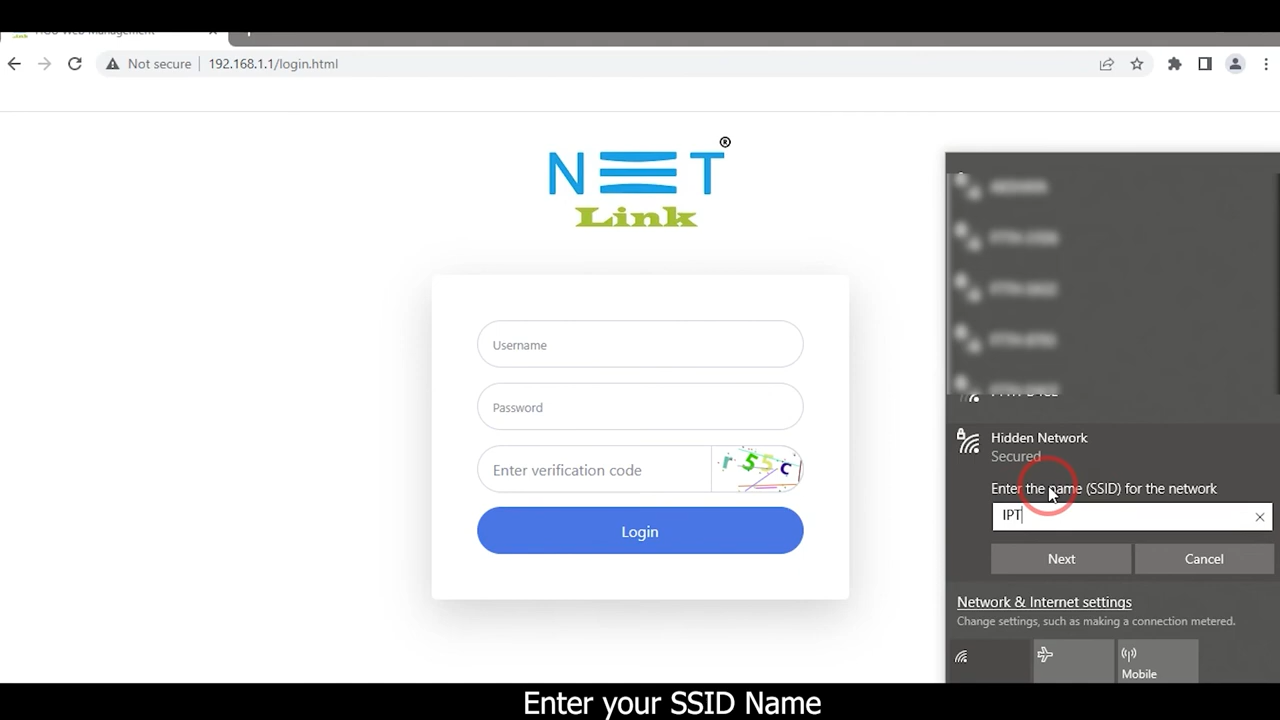 Not secure | 192.168.1.1/login.html
NET®
Link
Username
Password
Enter verification code
r55c
Login
Hidden Network
Secured
Enter the name (SSID) for the network
IPT
Next
Cancel
Network & Internet settings
Change settings, such as making a connection metered.
Mobile
Enter your SSID Name